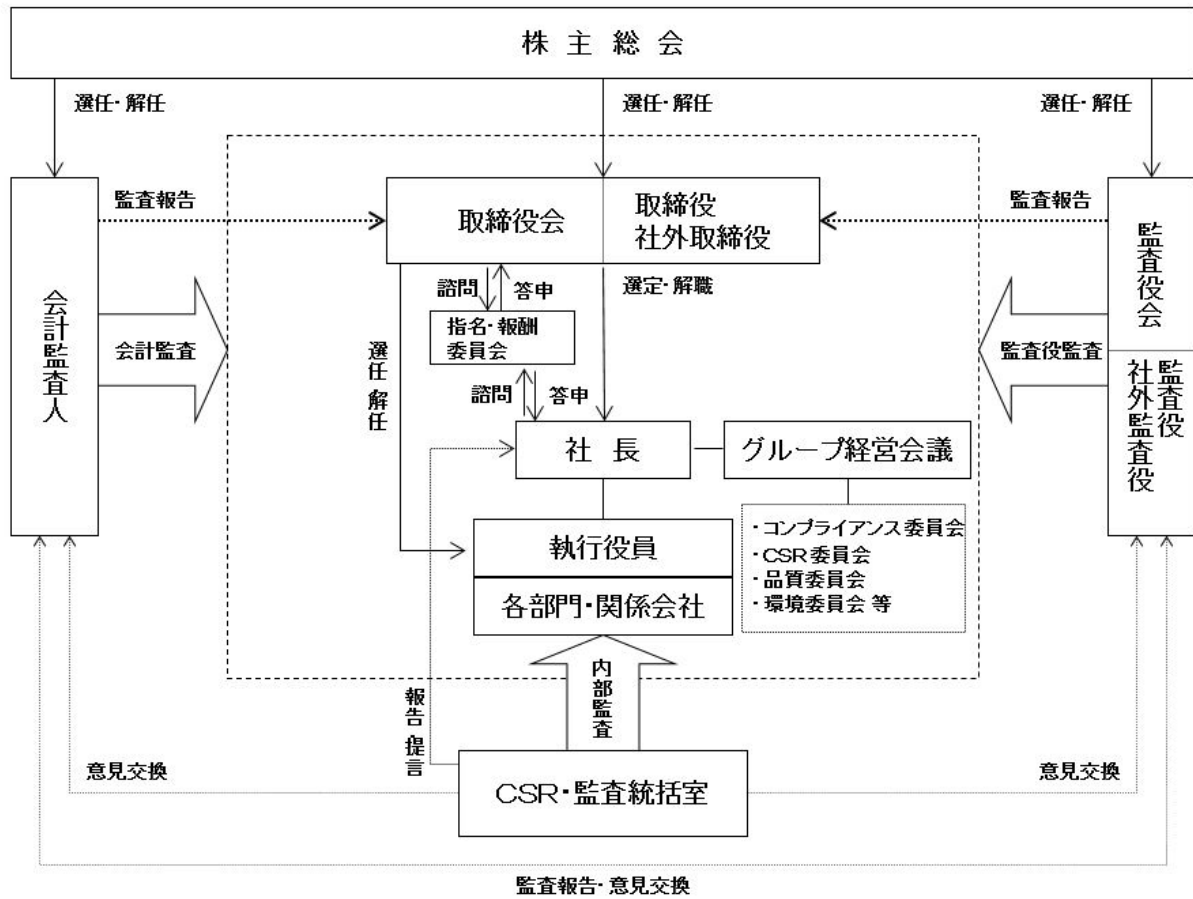 株 主 総 会
選任・解任
選任・解任
選任・解任
監査報告
取締役会
取締役
社外取締役
監査報告
会計監査人
監査役会
監査役
社外監査役
諮問
答申
選定・解職
指名・報酬
委員会
会計監査
選任・解任
監査役監査
諮問
答申
社 長
グループ経営会議
執行役員
各部門・関係会社
・コンプライアンス委員会
・CSR委員会
・品質委員会
・環境委員会 等
内部監査
報告・提言
意見交換
CSR・監査統括室
意見交換
監査報告・意見交換